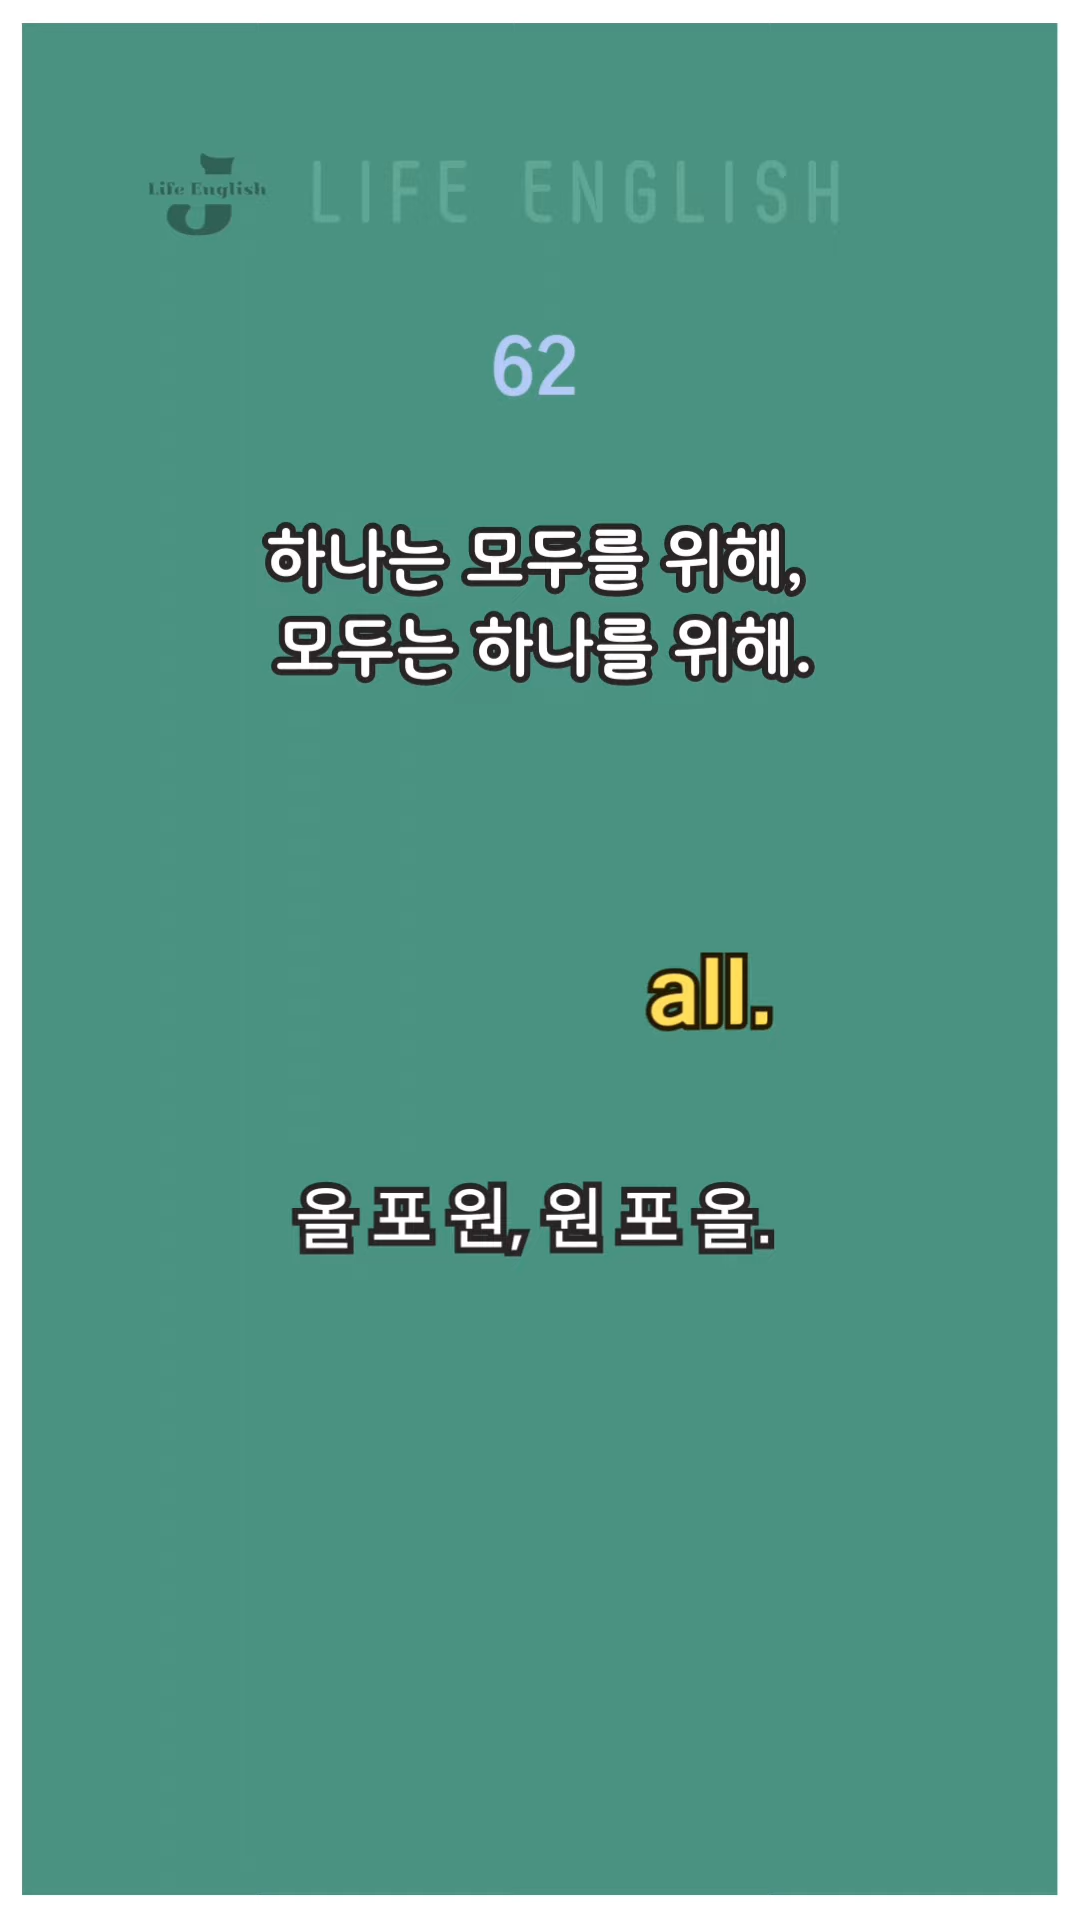 Life English
LIFE ENGLISH
62
하나는 모두를 위해,
모두는 하나를 위해.
all.
올 포 원, 원 포 올.